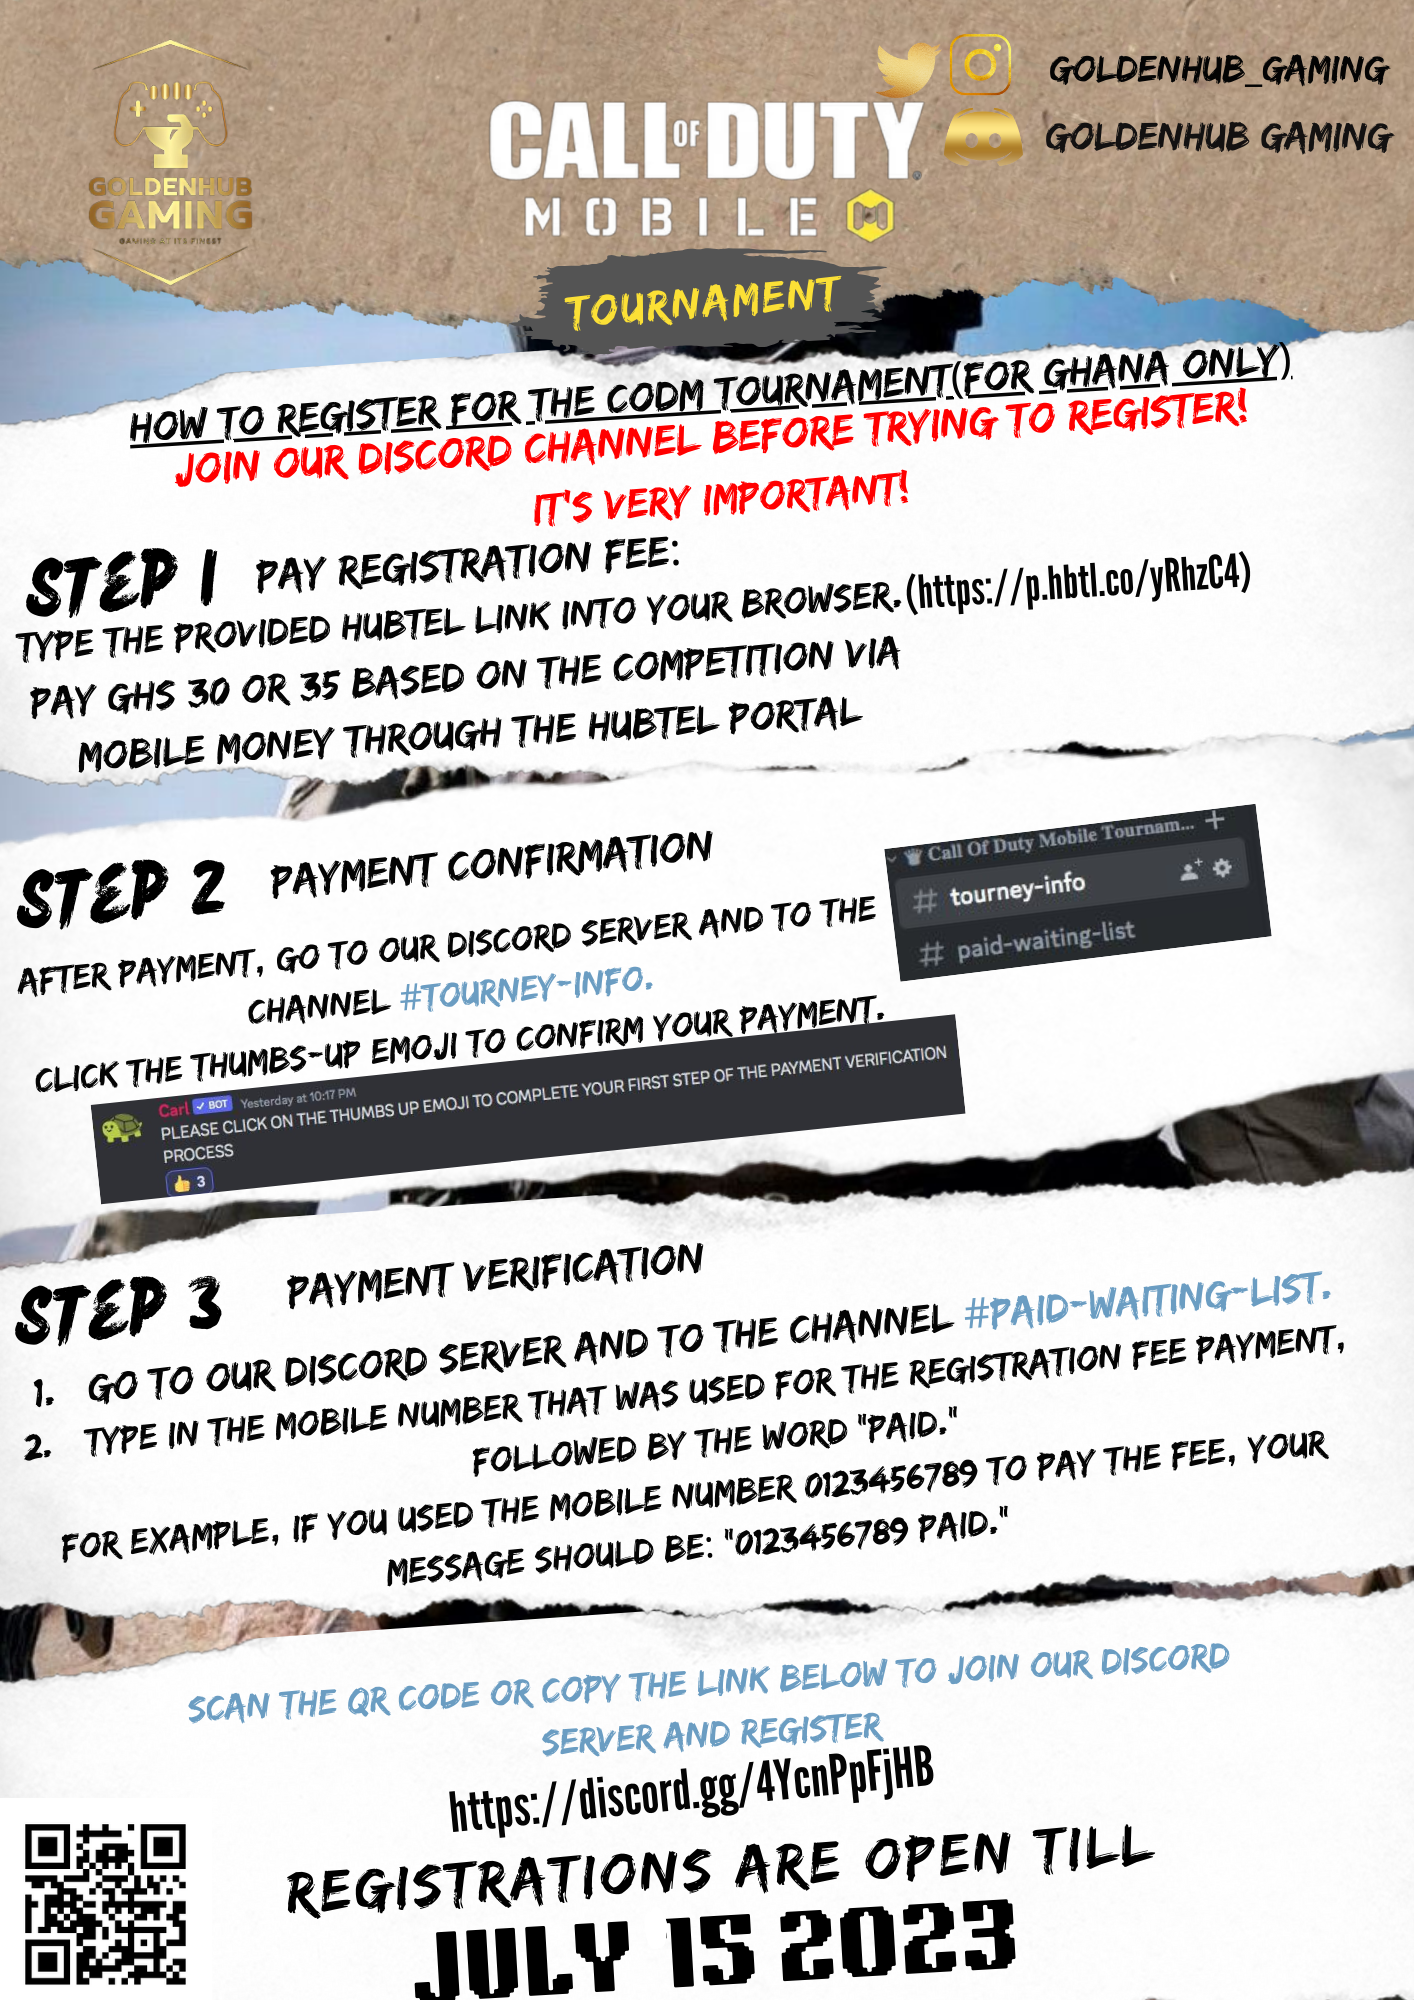 GOLDENHUB
GAMING
GAMING AT ITS FINEST
GOLDENHUB_GAMING
GOLDENHUB GAMING
CALL OF DUTY
MOBILE
TOURNAMENT
HOW TO REGISTER FOR THE CODM TOURNAMENT(FOR GHANA ONLY)
JOIN OUR DISCORD CHANNEL BEFORE TRYING TO REGISTER!
IT'S VERY IMPORTANT!
STEP 1 PAY REGISTRATION FEE:
TYPE THE PROVIDED HUBTEL LINK INTO YOUR BROWSER. (https://p.hbtl.co/yRhzC4)
PAY GHS 30 OR 35 BASED ON THE COMPETITION VIA
MOBILE MONEY THROUGH THE HUBTEL PORTAL
STEP 2 PAYMENT CONFIRMATION
AFTER PAYMENT, GO TO OUR DISCORD SERVER AND TO THE
CHANNEL #TOURNEY-INFO.
CLICK THE THUMBS-UP EMOJI TO CONFIRM YOUR PAYMENT.
Call Of Duty Mobile Tournam... +
# tourney-info
# paid-waiting-list
Carl ✓ BOT Yesterday at 10:17 PM
PLEASE CLICK ON THE THUMBS UP EMOJI TO COMPLETE YOUR FIRST STEP OF THE PAYMENT VERIFICATION
PROCESS
👍 3
STEP 3 PAYMENT VERIFICATION
1. GO TO OUR DISCORD SERVER AND TO THE CHANNEL #PAID-WAITING-LIST.
2. TYPE IN THE MOBILE NUMBER THAT WAS USED FOR THE REGISTRATION FEE PAYMENT,
FOLLOWED BY THE WORD "PAID."
FOR EXAMPLE, IF YOU USED THE MOBILE NUMBER 0123456789 TO PAY THE FEE, YOUR
MESSAGE SHOULD BE: "0123456789 PAID."
SCAN THE QR CODE OR COPY THE LINK BELOW TO JOIN OUR DISCORD
SERVER AND REGISTER
https://discord.gg/4YcnPpFjHB
REGISTRATIONS ARE OPEN TILL
JULY 15 2023